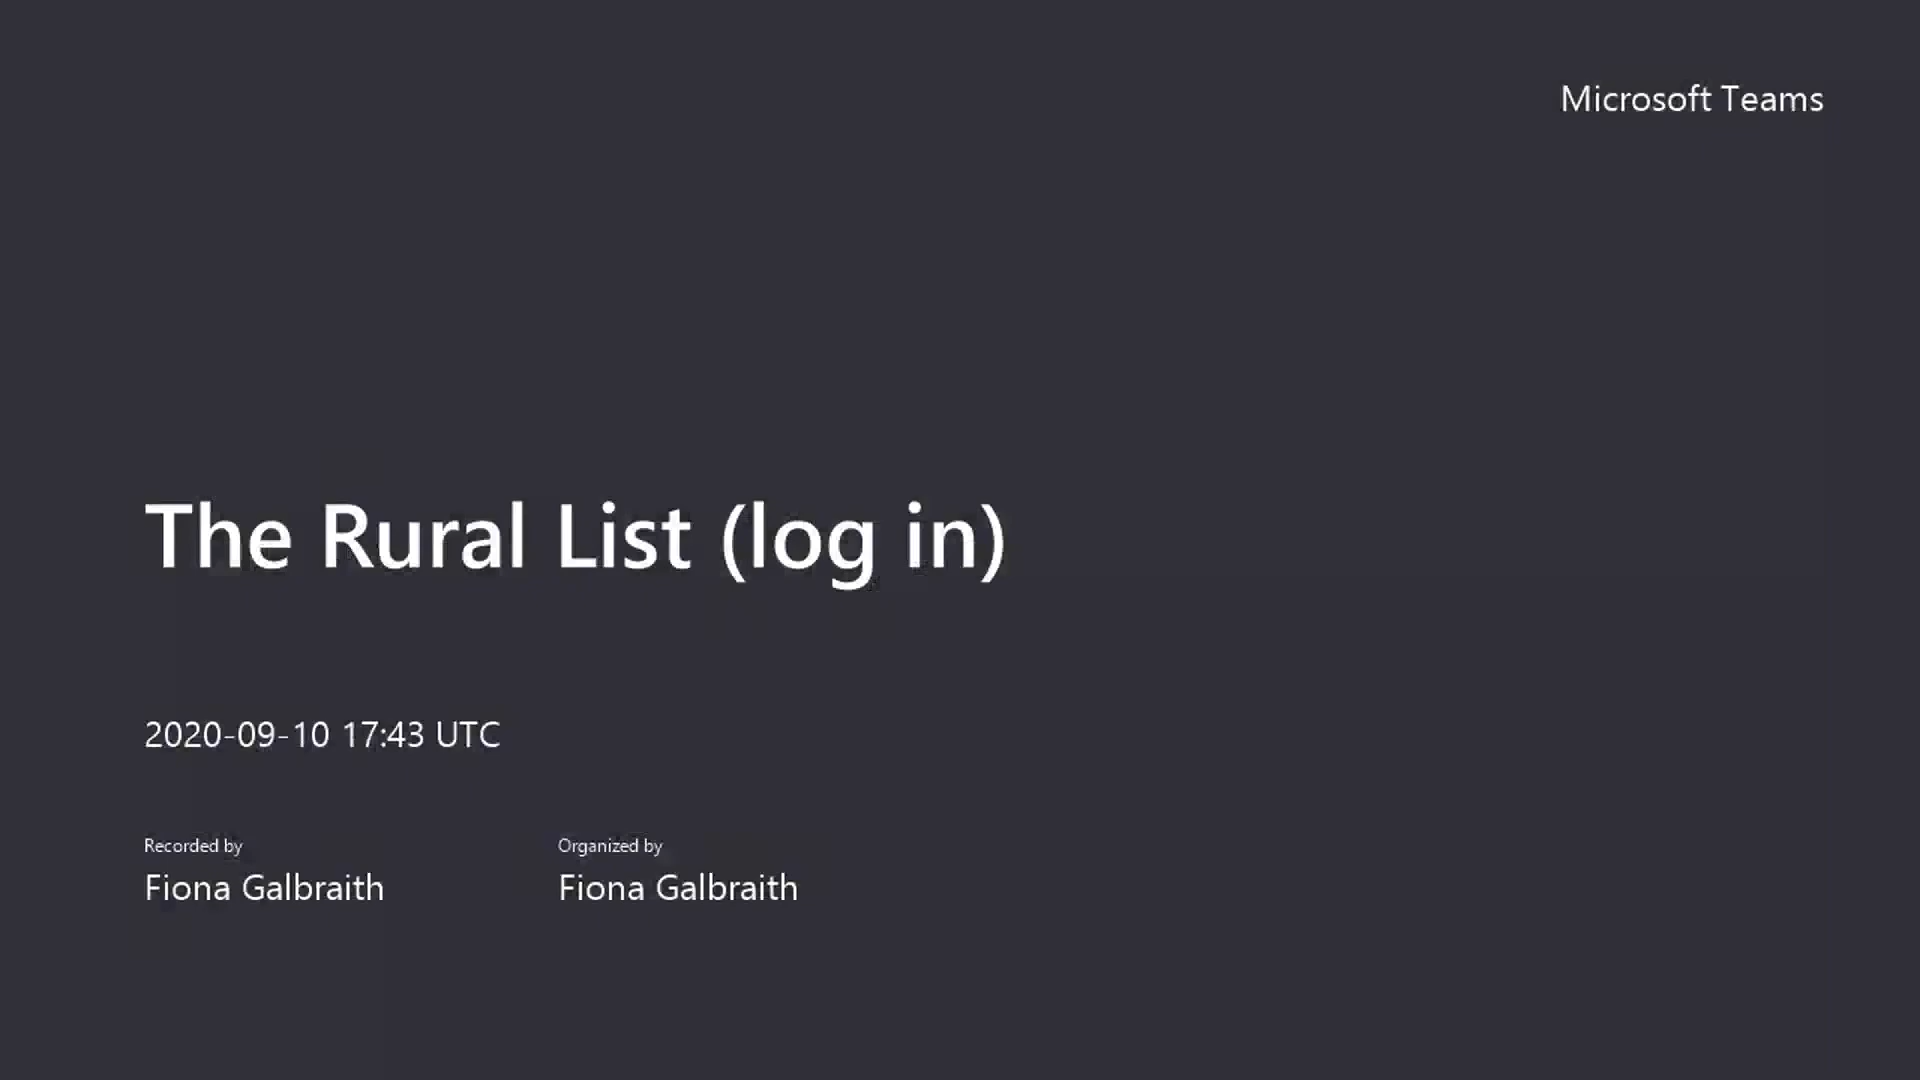 Microsoft Teams
The Rural List (log in)
2020-09-10 17:43 UTC
Recorded by
Fiona Galbraith
Organized by
Fiona Galbraith